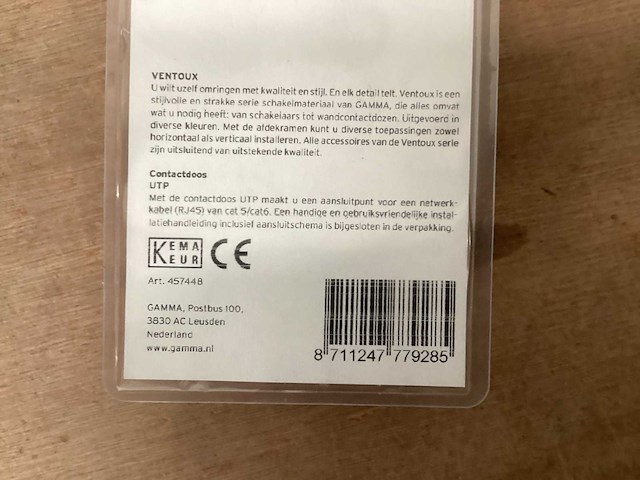 VENTOUX
U wilt uzelf omringen met kwaliteit en stijl. En elk detail telt. Ventoux is een
stijlvolle en strakke serie schakelmateriaal van GAMMA, die alles omvat
wat u nodig heeft: van schakelaars tot wandcontactdozen. Uitgevoerd in
diverse kleuren. Met de afdekramen kunt u diverse toepassingen zowel
horizontaal als verticaal installeren. Alle accessoires van de Ventoux serie
zijn uitsluitend van uitstekende kwaliteit.
Contactdoos
UTP
Met de contactdoos UTP maakt u een aansluitpunt voor een netwerk-
kabel (RJ45) van cat 5/cat6. Een handige en gebruiksvriendelijke instal-
latiehandleiding inclusief aansluitschema is bijgesloten in de verpakking.
KEMA
KEUR CE
Art. 457448
GAMMA, Postbus 100,
3830 AC Leusden
Nederland
www.gamma.nl
8 711247 779285